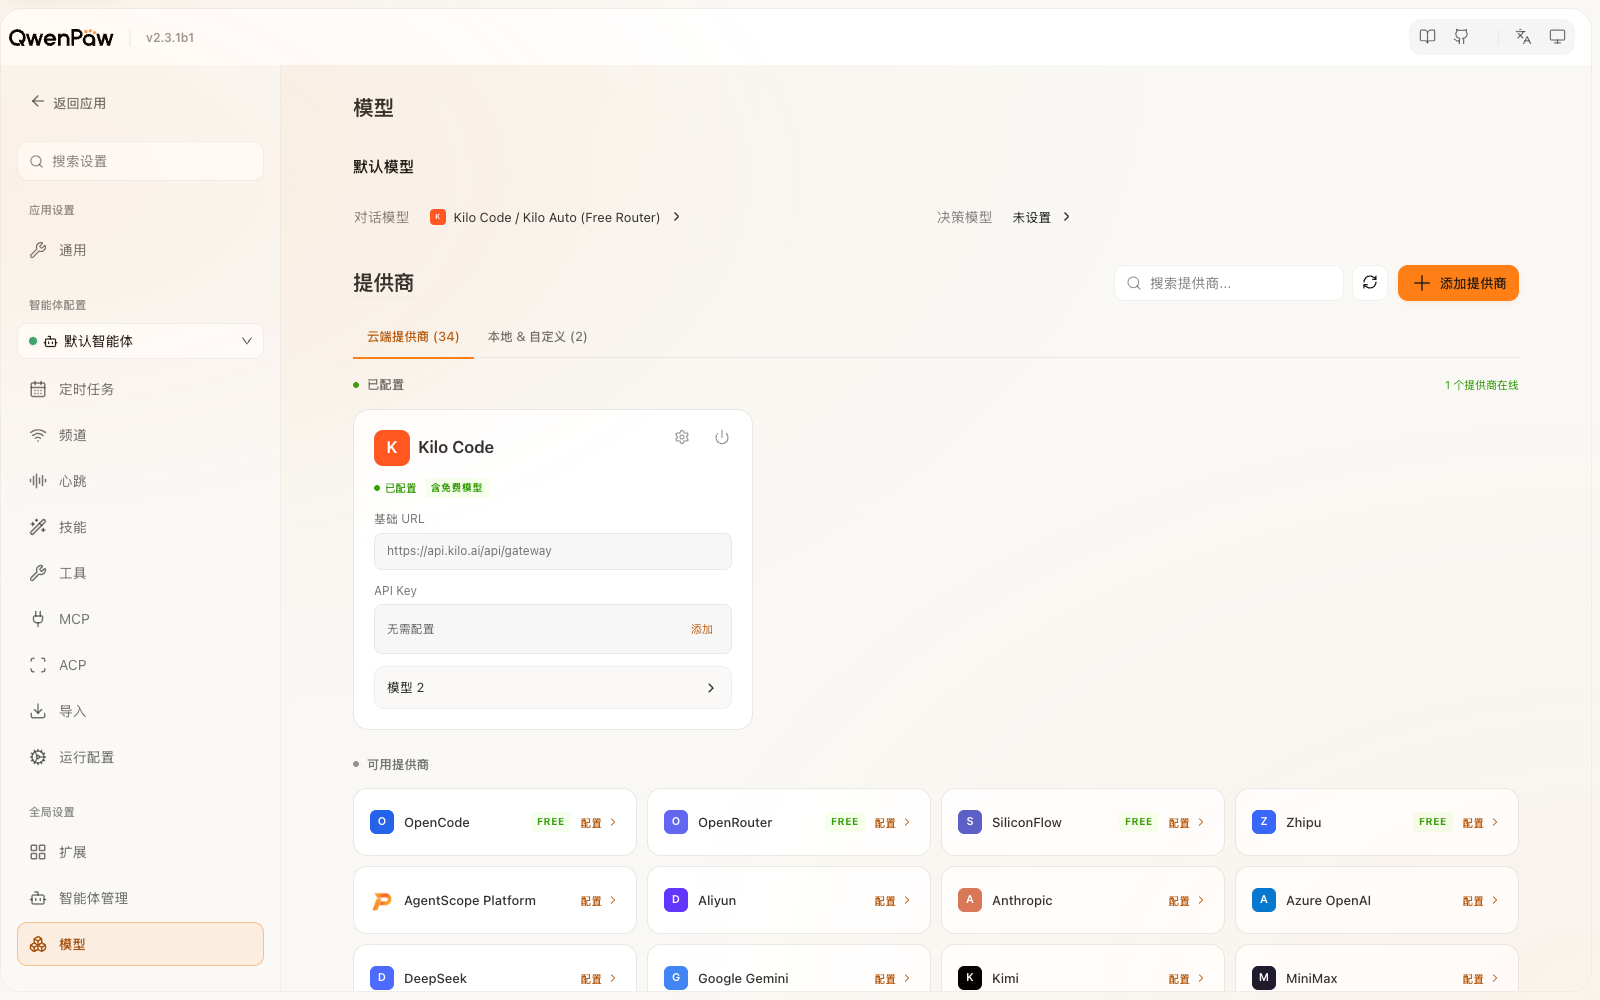 QwenPaw
v2.3.1b1
返回应用
搜索设置
应用设置
通用
智能体配置
默认智能体
定时任务
频道
心跳
技能
工具
MCP
ACP
导入
运行配置
全局设置
扩展
智能体管理
模型
模型
默认模型
对话模型 K Kilo Code / Kilo Auto (Free Router)
决策模型 未设置
提供商
搜索提供商...
添加提供商
云端提供商 (34)
本地 & 自定义 (2)
已配置
1 个提供商在线
K Kilo Code
已配置 含免费模型
基础 URL
https://api.kilo.ai/api/gateway
API Key
无需配置 添加
模型 2
可用提供商
O OpenCode FREE 配置
O OpenRouter FREE 配置
S SiliconFlow FREE 配置
Z Zhipu FREE 配置
AgentScope Platform 配置
D Aliyun 配置
A Anthropic 配置
A Azure OpenAI 配置
D DeepSeek 配置
G Google Gemini 配置
K Kimi 配置
M MiniMax 配置